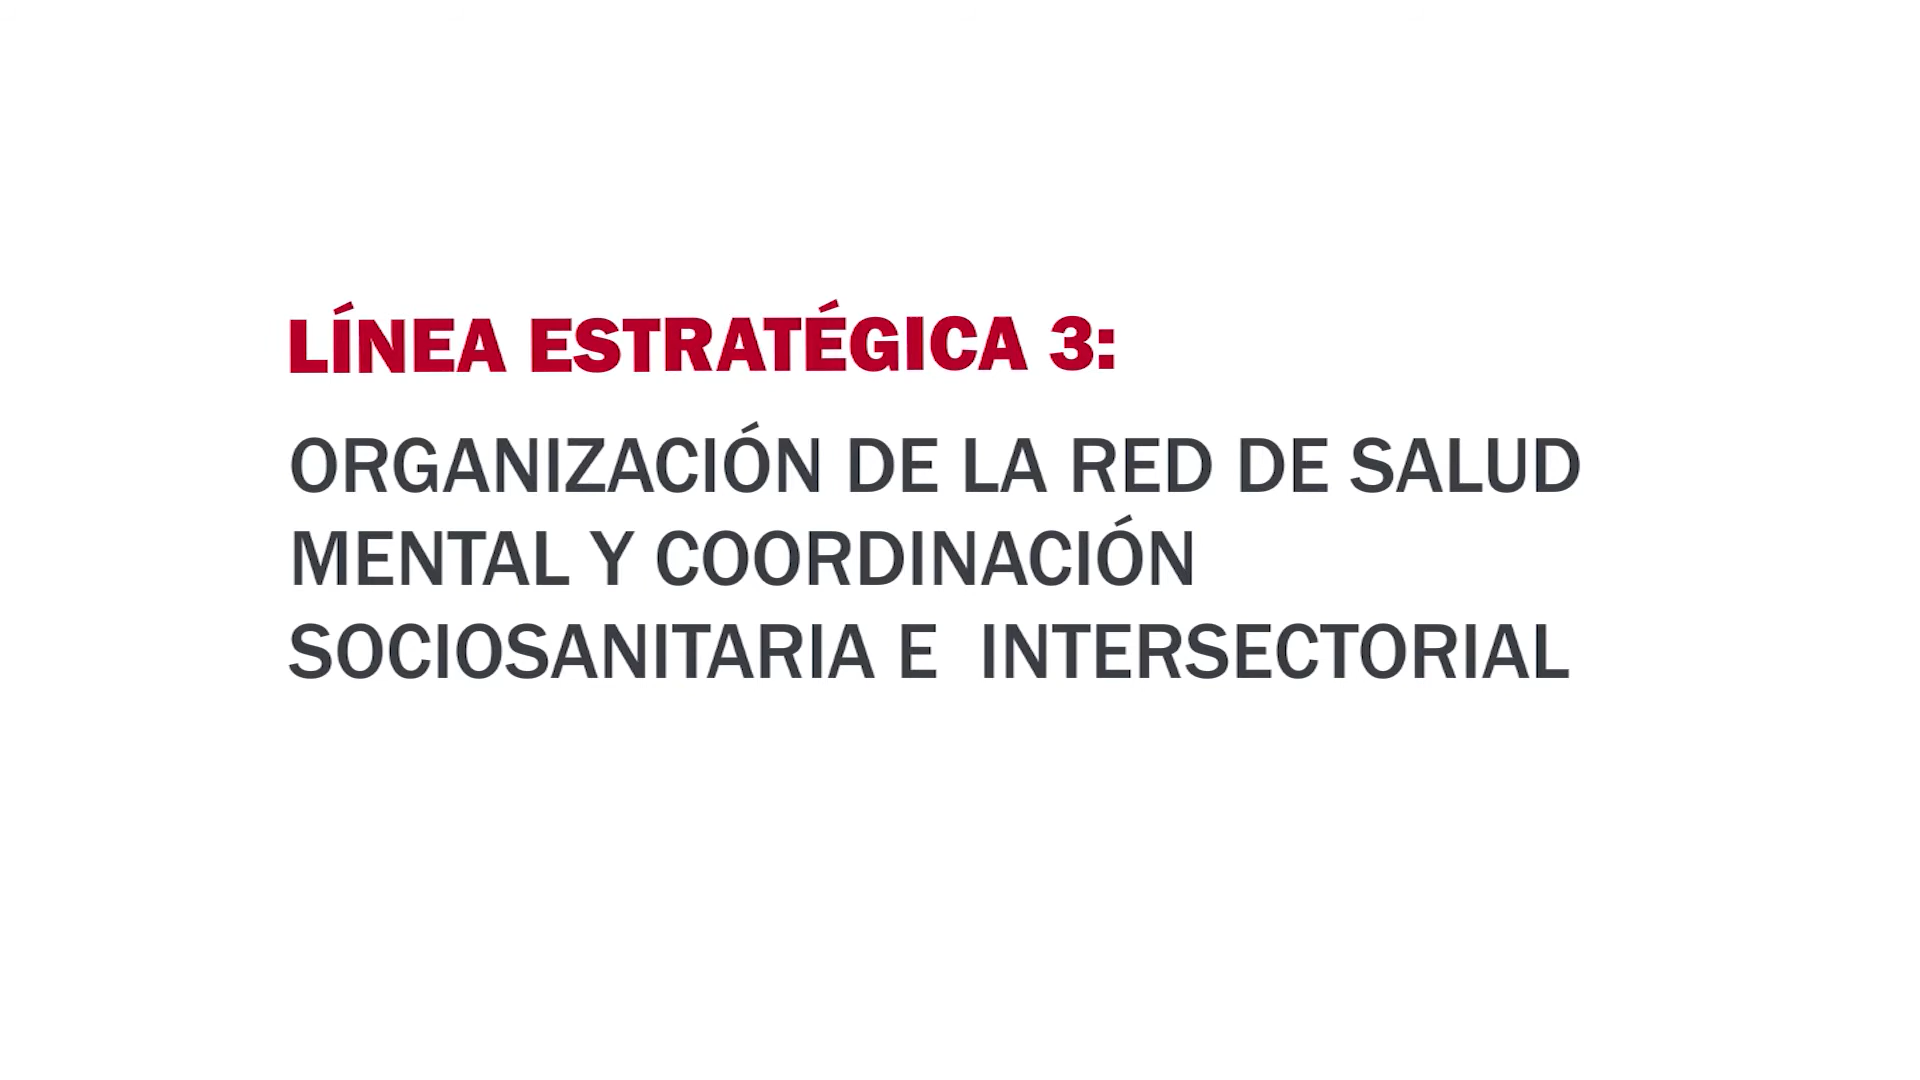 LÍNEA ESTRATÉGICA 3:
ORGANIZACIÓN DE LA RED DE SALUD
MENTAL Y COORDINACIÓN
SOCIOSANITARIA E  INTERSECTORIAL